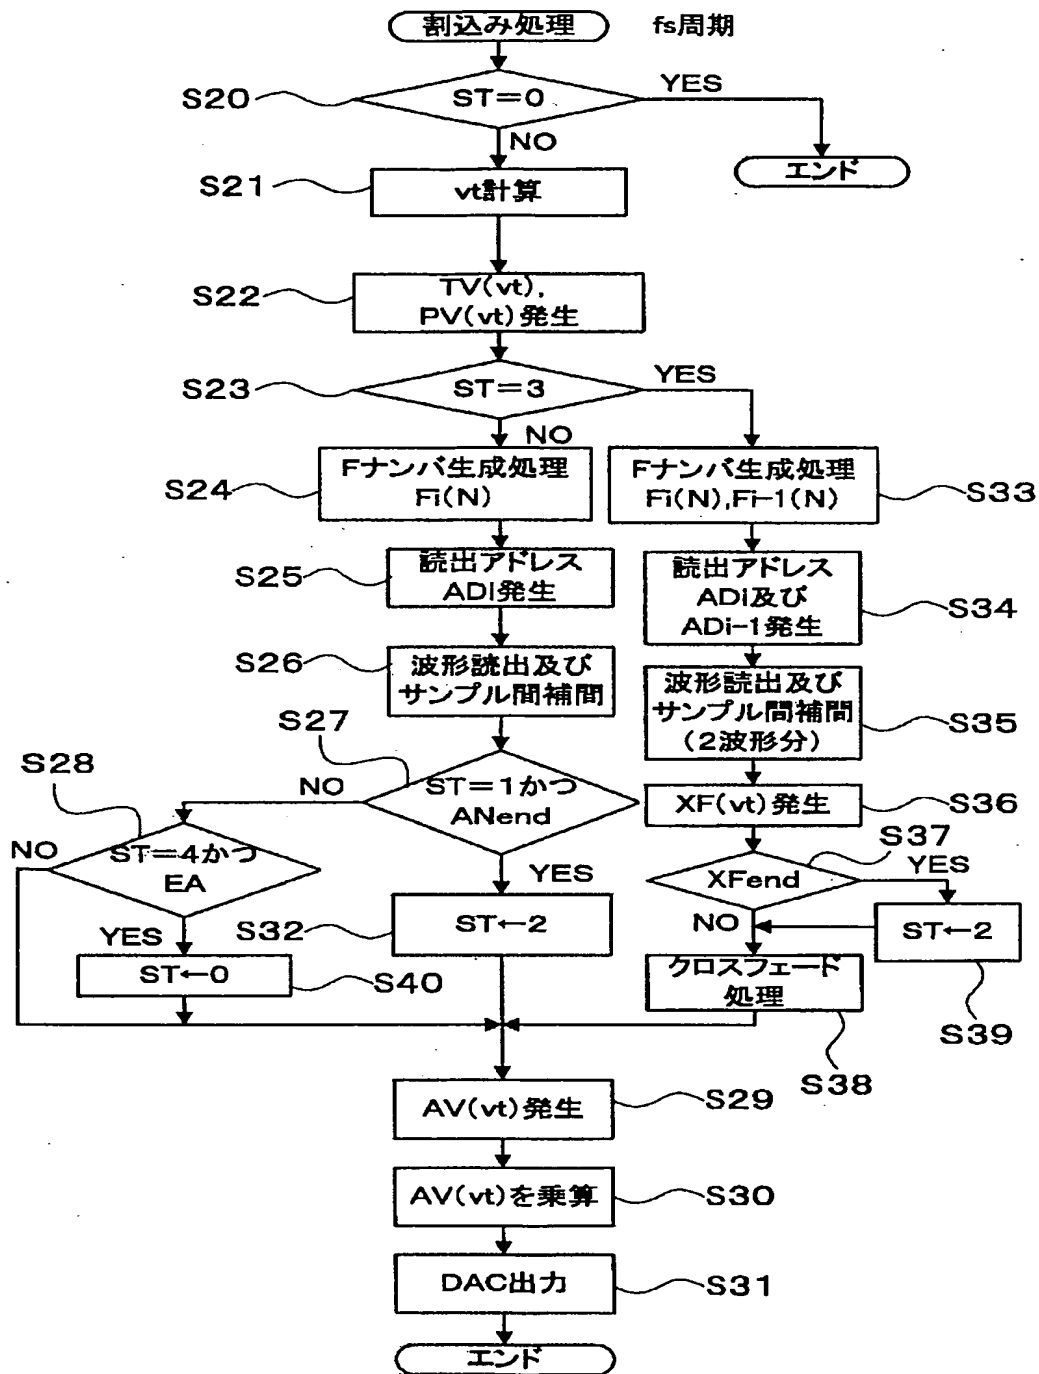 割込み処理 fs周期
S20 ST=0 YES
NO
エンド
S21 vt計算
S22 TV(vt),
PV(vt)発生
S23 ST=3 YES
NO
S24 Fナンバ生成処理
Fi(N)
Fナンバ生成処理
Fi(N),Fi-1(N) S33
S25 読出アドレス
ADi発生
読出アドレス
ADi及び
ADi-1発生 S34
S26 波形読出及び
サンプル間補間
波形読出及び
サンプル間補間
(2波形分) S35
S27 ST=1かつ
ANend
NO
YES
S28 ST=4かつ
EA
NO
YES
XF(vt)発生 S36
S37 XFend YES
NO
S32 ST←2
ST←2 S39
ST←0 S40
クロスフェード
処理 S38
AV(vt)発生 S29
AV(vt)を乗算 S30
DAC出力 S31
エンド